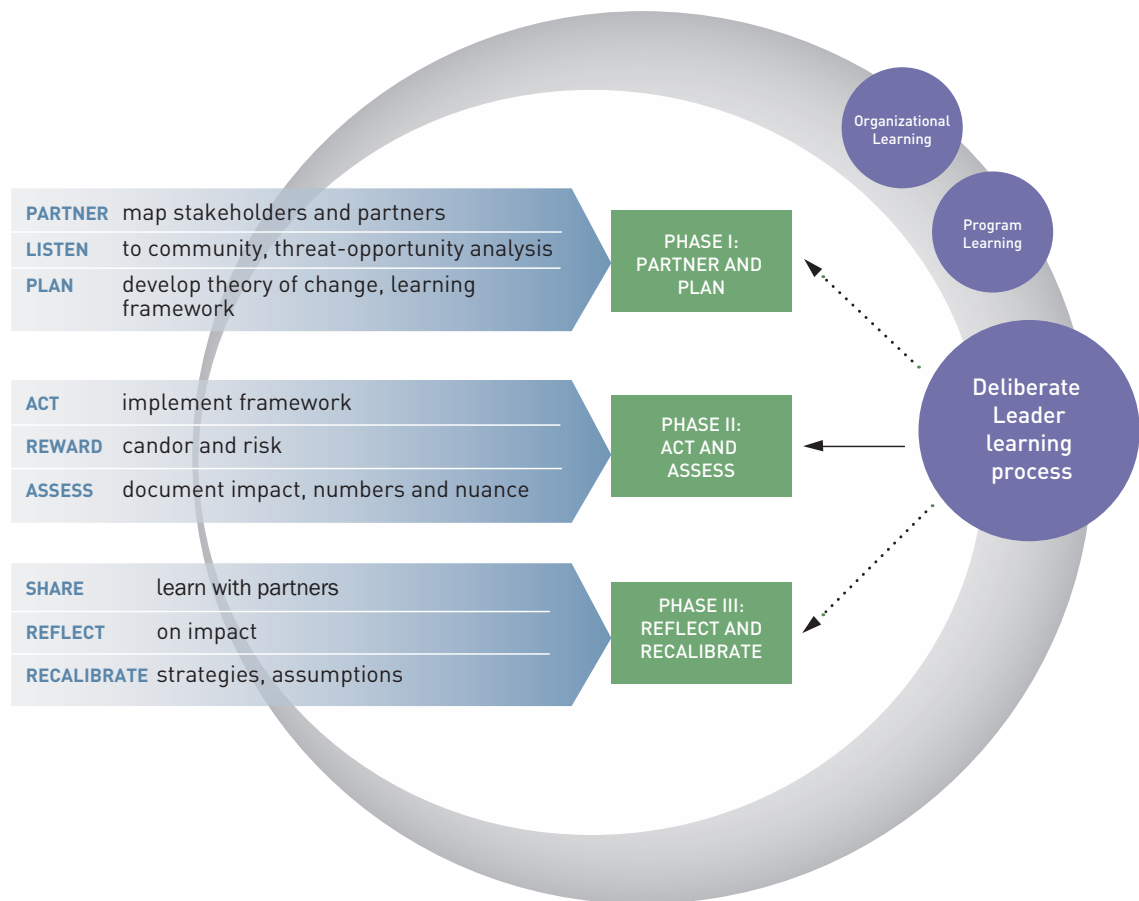 Organizational
Learning
Program
Learning
PARTNER map stakeholders and partners
LISTEN to community, threat-opportunity analysis
PLAN develop theory of change, learning
framework
PHASE I:
PARTNER AND
PLAN
ACT implement framework
REWARD candor and risk
ASSESS document impact, numbers and nuance
PHASE II:
ACT AND
ASSESS
Deliberate
Leader
learning
process
SHARE learn with partners
REFLECT on impact
RECALIBRATE strategies, assumptions
PHASE III:
REFLECT AND
RECALIBRATE